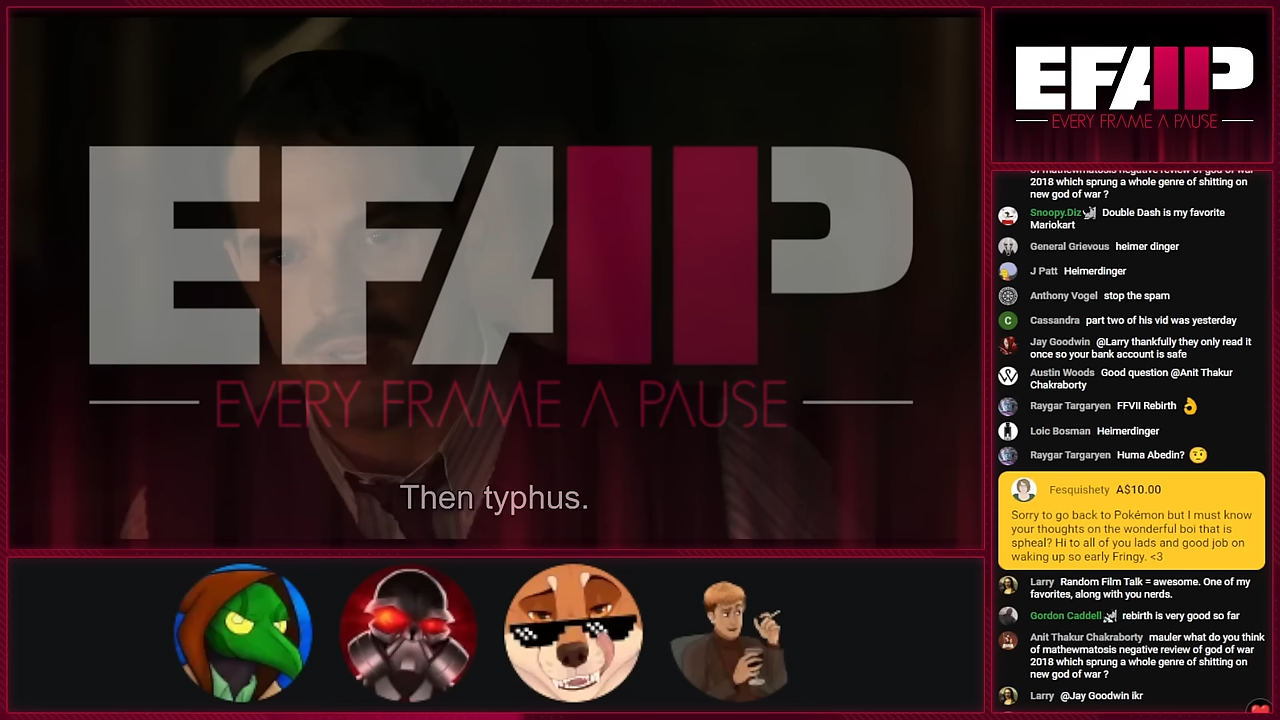 EFAP
EVERY FRAME A PAUSE
Then typhus.
EFAP
EVERY FRAME A PAUSE
of mathewmatosis negative review of god of war
2018 which sprung a whole genre of shitting on
new god of war ?
Snoopy.Diz Double Dash is my favorite
Mariokart
General Grievous heimer dinger
J Patt Heimerdinger
Anthony Vogel stop the spam
C
Cassandra part two of his vid was yesterday
Jay Goodwin @Larry thankfully they only read it
once so your bank account is safe
Austin Woods Good question @Anit Thakur
Chakraborty
Raygar Targaryen FFVII Rebirth 👌
Loic Bosman Heimerdinger
Raygar Targaryen Huma Abedin? 🤨
Fesquishety A$10.00
Sorry to go back to Pokémon but I must know
your thoughts on the wonderful boi that is
spheal? Hi to all of you lads and good job on
waking up so early Fringy. <3
Larry Random Film Talk = awesome. One of my
favorites, along with you nerds.
Gordon Caddell rebirth is very good so far
Anit Thakur Chakraborty mauler what do you think
of mathewmatosis negative review of god of war
2018 which sprung a whole genre of shitting on
new god of war ?
Larry @Jay Goodwin ikr